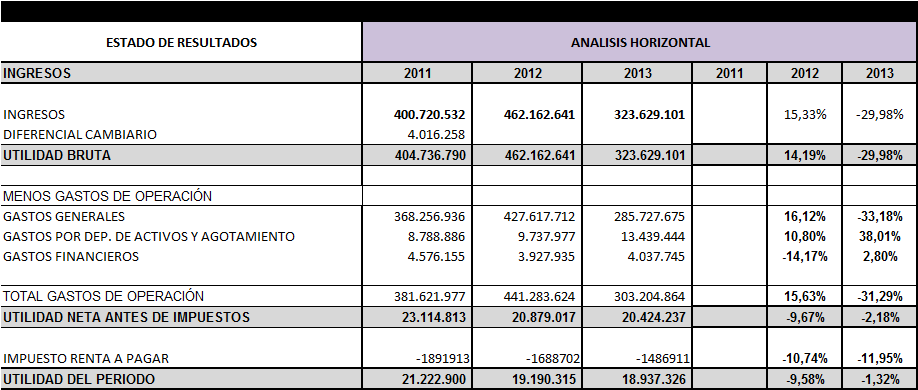 ESTADO DE RESULTADOS ANALISIS HORIZONTAL
INGRESOS 2011 2012 2013 2011 2012 2013
INGRESOS 400.720.532 462.162.641 323.629.101 15,33% -29,98%
DIFERENCIAL CAMBIARIO 4.016.258
UTILIDAD BRUTA 404.736.790 462.162.641 323.629.101 14,19% -29,98%
MENOS GASTOS DE OPERACIÓN
GASTOS GENERALES 368.256.936 427.617.712 285.727.675 16,12% -33,18%
GASTOS POR DEP. DE ACTIVOS Y AGOTAMIENTO 8.788.886 9.737.977 13.439.444 10,80% 38,01%
GASTOS FINANCIEROS 4.576.155 3.927.935 4.037.745 -14,17% 2,80%
TOTAL GASTOS DE OPERACIÓN 381.621.977 441.283.624 303.204.864 15,63% -31,29%
UTILIDAD NETA ANTES DE IMPUESTOS 23.114.813 20.879.017 20.424.237 -9,67% -2,18%
IMPUESTO RENTA A PAGAR -1891913 -1688702 -1486911 -10,74% -11,95%
UTILIDAD DEL PERIODO 21.222.900 19.190.315 18.937.326 -9,58% -1,32%